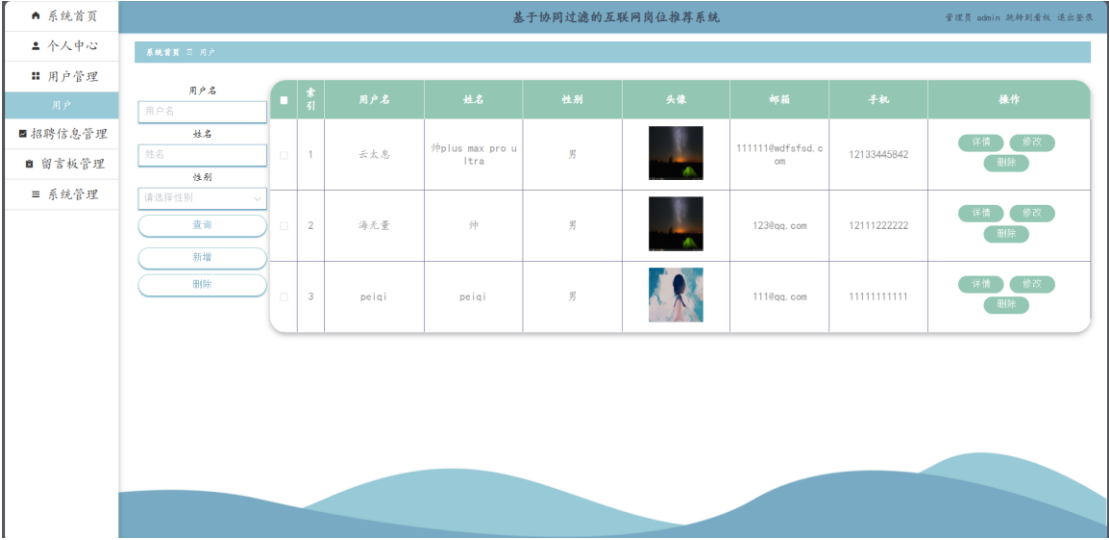 系统首页
个人中心
用户管理
用户
招聘信息管理
留言板管理
系统管理
基于协同过滤的互联网岗位推荐系统
管理员 admin 跳转到看板 退出登录
系统首页 用户
用户名
用户名
姓名
姓名
性别
请选择性别
查询
新增
删除
索引 用户名 姓名 性别 头像 邮箱 手机 操作
1 云太息 帅plus max pro ultra 男 111111@wdfsfsd.com 12133445842 详情 修改 删除
2 海无量 帅 男 123@qq.com 12111222222 详情 修改 删除
3 peiqi peiqi 男 111@qq.com 11111111111 详情 修改 删除